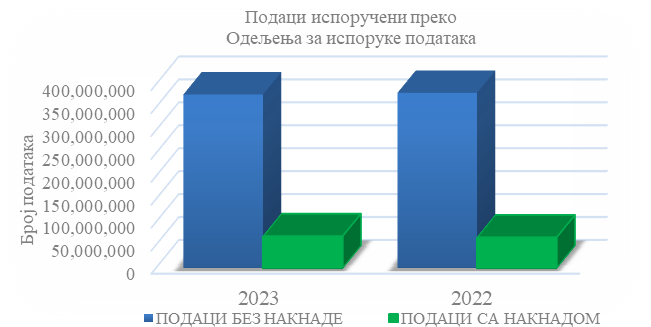 Подаци испоручени преко
Одељења за испоруке података
Број података
400,000,000
350,000,000
300,000,000
250,000,000
200,000,000
150,000,000
100,000,000
50,000,000
0
2023
2022
ПОДАЦИ БЕЗ НАКНАДЕ
ПОДАЦИ СА НАКНАДОМ